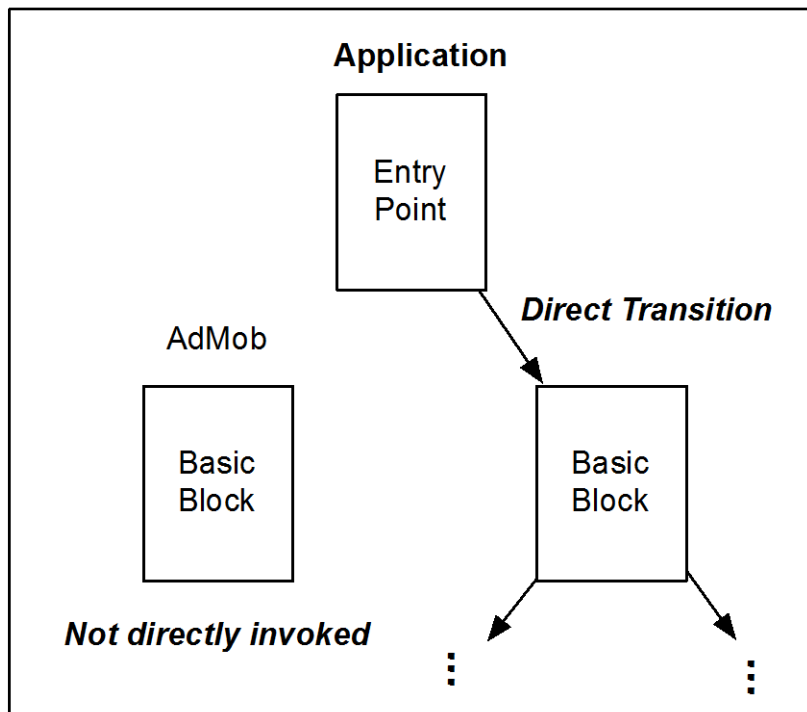 Application
Entry
Point
Direct Transition
AdMob
Basic
Block
Basic
Block
Not directly invoked